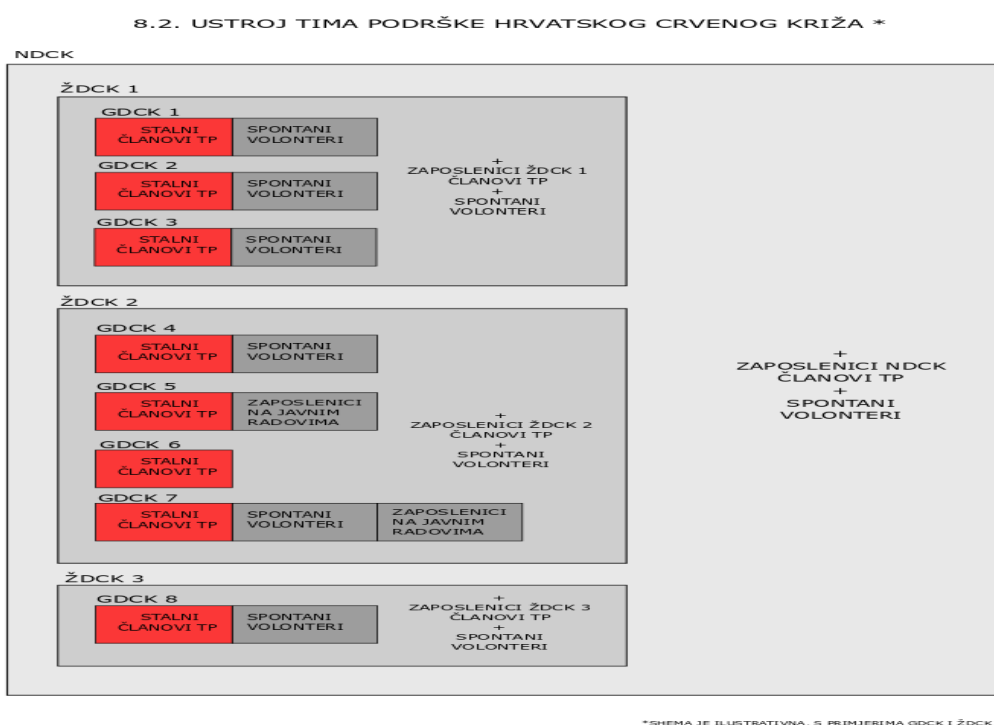 8.2. USTROJ TIMA PODRŠKE HRVATSKOG CRVENOG KRIŽA *
NDCK
ŽDCK 1
GDCK 1
STALNI
ČLANOVI TP
SPONTANI
VOLONTERI
GDCK 2
STALNI
ČLANOVI TP
SPONTANI
VOLONTERI
GDCK 3
STALNI
ČLANOVI TP
SPONTANI
VOLONTERI
+
ZAPOSLENICI ŽDCK 1
ČLANOVI TP
+
SPONTANI
VOLONTERI
ŽDCK 2
GDCK 4
STALNI
ČLANOVI TP
SPONTANI
VOLONTERI
GDCK 5
STALNI
ČLANOVI TP
ZAPOSLENICI
NA JAVNIM
RADOVIMA
GDCK 6
STALNI
ČLANOVI TP
GDCK 7
STALNI
ČLANOVI TP
SPONTANI
VOLONTERI
ZAPOSLENICI
NA JAVNIM
RADOVIMA
+
ZAPOSLENICI ŽDCK 2
ČLANOVI TP
+
SPONTANI
VOLONTERI
ŽDCK 3
GDCK 8
STALNI
ČLANOVI TP
SPONTANI
VOLONTERI
+
ZAPOSLENICI ŽDCK 3
ČLANOVI TP
+
SPONTANI
VOLONTERI
+
ZAPOSLENICI NDCK
ČLANOVI TP
+
SPONTANI
VOLONTERI
*SHEMA JE ILUSTRATIVNA, S PRIMJERIMA GDCK I ŽDCK